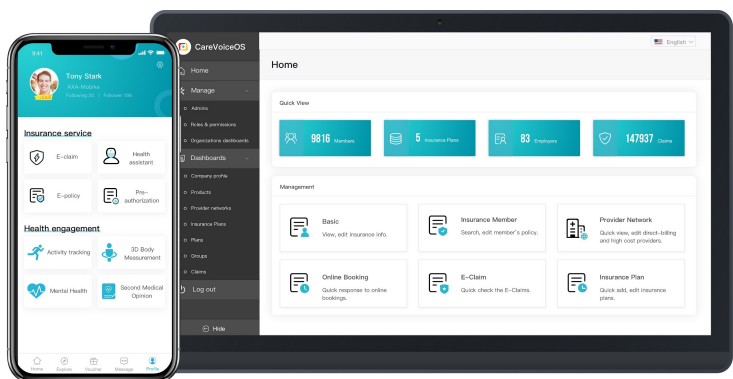 9:41
Tony Stark
AXA-Mobike
Following 30 | Follower 198
Insurance service
E-claim
Health
assistant
E-policy
Pre-
authorization
Health engagement
Activity tracking
3D Body
Measurement
Mental Health
Second Medical
Opinion
Home
Explore
Voucher
Message
Profile
CareVoiceOS
Home
Manage
Admins
Roles & permissions
Organizations dashboards
Dashboards
Company profile
Products
Provider networks
Insurance Plans
Plans
Groups
Claims
Log out
Hide
English
Home
Quick View
9816 Members
5 Insurance Plans
83 Employers
147937 Claims
Management
Basic
View, edit insurance info.
Insurance Member
Search, edit member's policy.
Provider Network
Quick view, edit direct-billing
and high cost providers.
Online Booking
Quick response to online
bookings.
E-Claim
Quick check the E-Claims.
Insurance Plan
Quick add, edit insurance
plans.